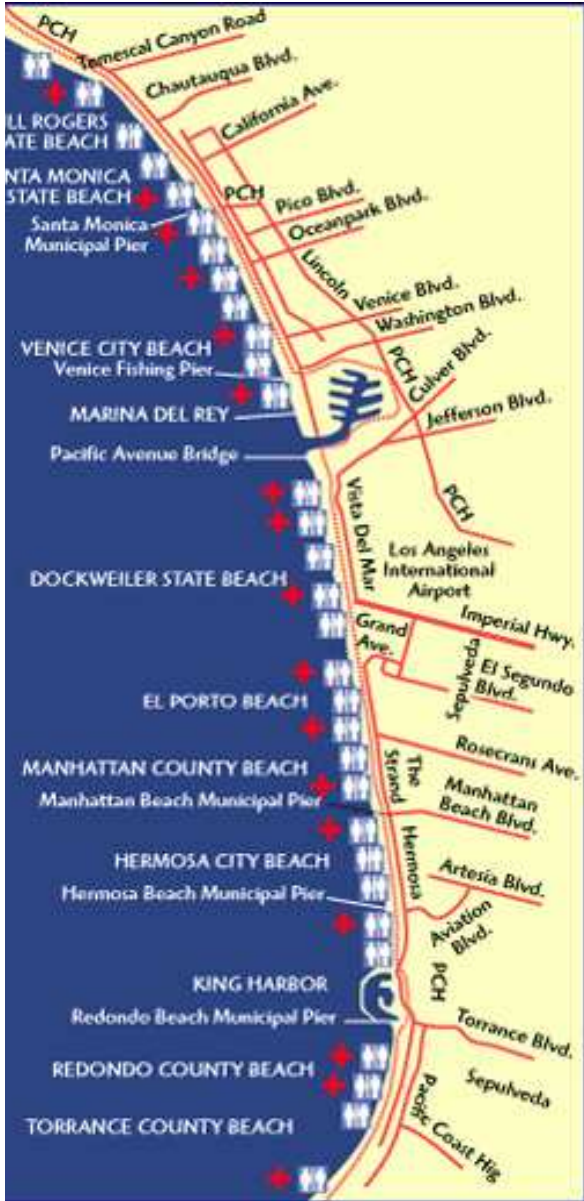 PCH
Temescal Canyon Road
Chautauqua Blvd.
California Ave.
LL ROGERS
ATE BEACH
NTA MONICA
STATE BEACH
PCH
Pico Blvd.
Santa Monica
Municipal Pier
Oceanpark Blvd.
Lincoln
Venice Blvd.
Washington Blvd.
VENICE CITY BEACH
Venice Fishing Pier
PCH
Culver Blvd.
MARINA DEL REY
Jefferson Blvd.
Pacific Avenue Bridge
PCH
Vista Del Mar
Los Angeles
International
Airport
DOCKWEILER STATE BEACH
Imperial Hwy.
Grand
Ave.
Sepulveda
El Segundo
Blvd.
EL PORTO BEACH
Rosecrans Ave.
MANHATTAN COUNTY BEACH
The Strand
Manhattan Beach Municipal Pier
Manhattan
Beach Blvd.
Hermosa
HERMOSA CITY BEACH
Artesia Blvd.
Hermosa Beach Municipal Pier
Aviation
Blvd.
KING HARBOR
PCH
Redondo Beach Municipal Pier
Torrance Blvd.
REDONDO COUNTY BEACH
Sepulveda
TORRANCE COUNTY BEACH
Pacific Coast Hig